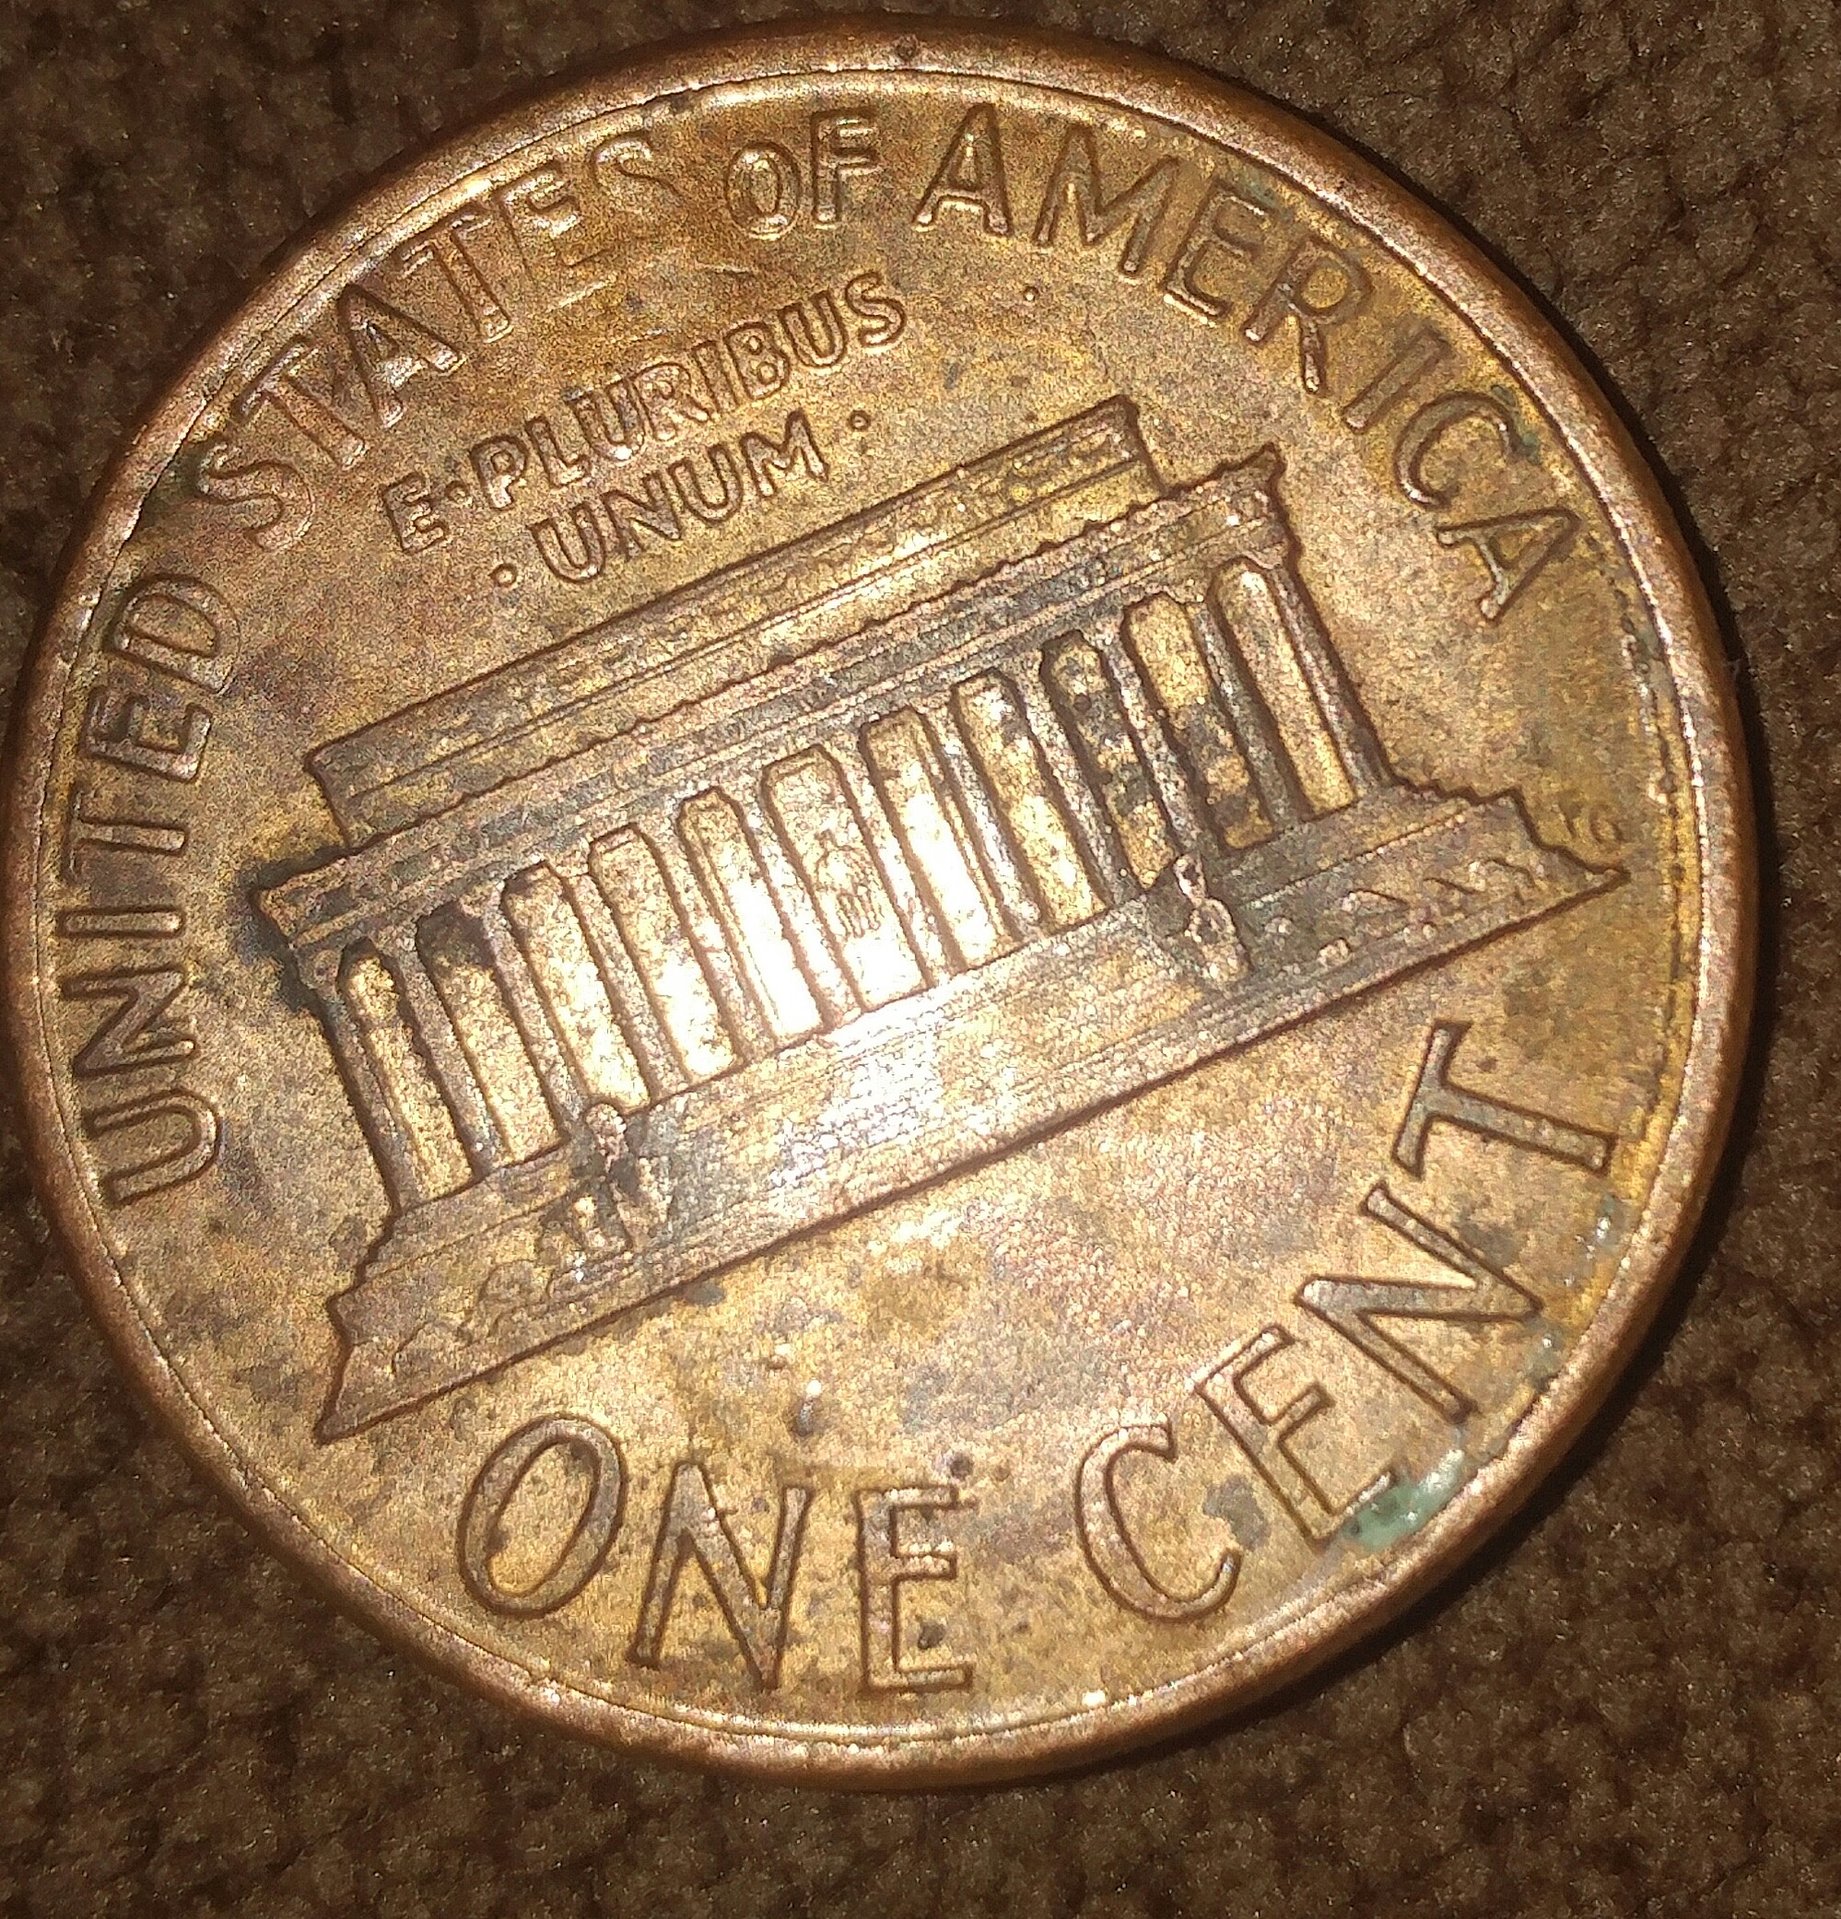 UNITED STATES OF AMERICA
E·PLURIBUS
·UNUM·
ONE CENT